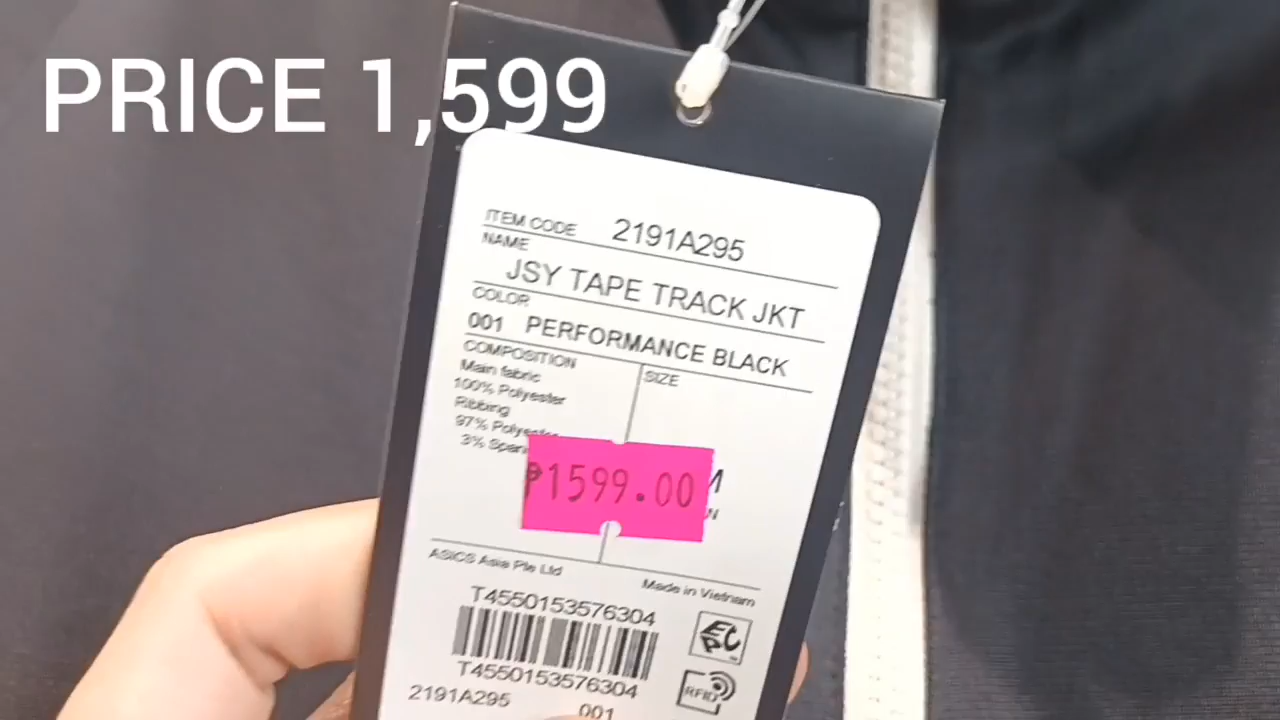 PRICE 1,599
ITEM CODE 2191A295
NAME
JSY TAPE TRACK JKT
COLOR
001 PERFORMANCE BLACK
COMPOSITION
SIZE
Main fabric
100% Polyester
Ribbing
97% Polyester
3% Span
₱1599.00
M
ASICS Asia Pte Ltd
Made in Vietnam
T4550153576304
EPC
T4550153576304
RFID
2191A295
001